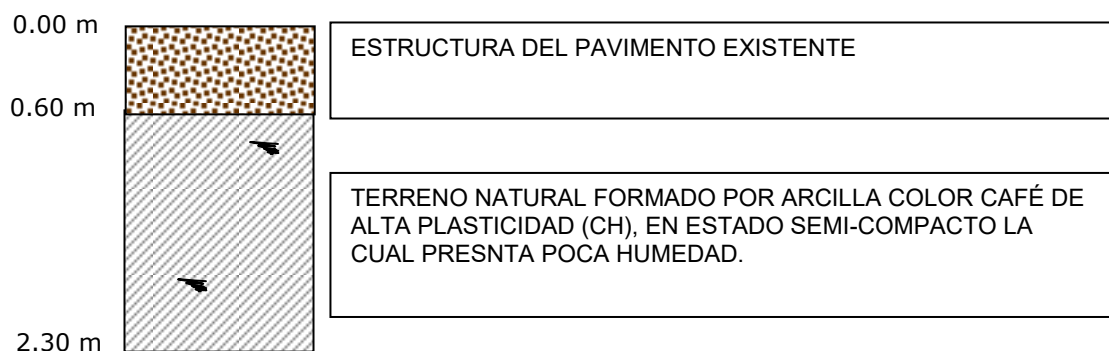 0.00 m
ESTRUCTURA DEL PAVIMENTO EXISTENTE
0.60 m
TERRENO NATURAL FORMADO POR ARCILLA COLOR CAFÉ DE
ALTA PLASTICIDAD (CH), EN ESTADO SEMI-COMPACTO LA
CUAL PRESNTA POCA HUMEDAD.
2.30 m